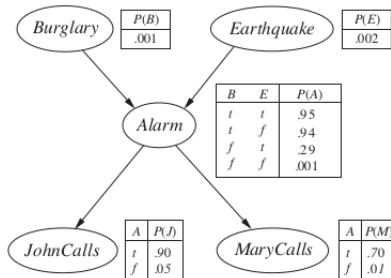 Burglary
P(B)
.001
Earthquake
P(E)
.002
Alarm
B E P(A)
t t .95
t f .94
f t .29
f f .001
JohnCalls
A P(J)
t .90
f .05
MaryCalls
A P(M)
t .70
f .01